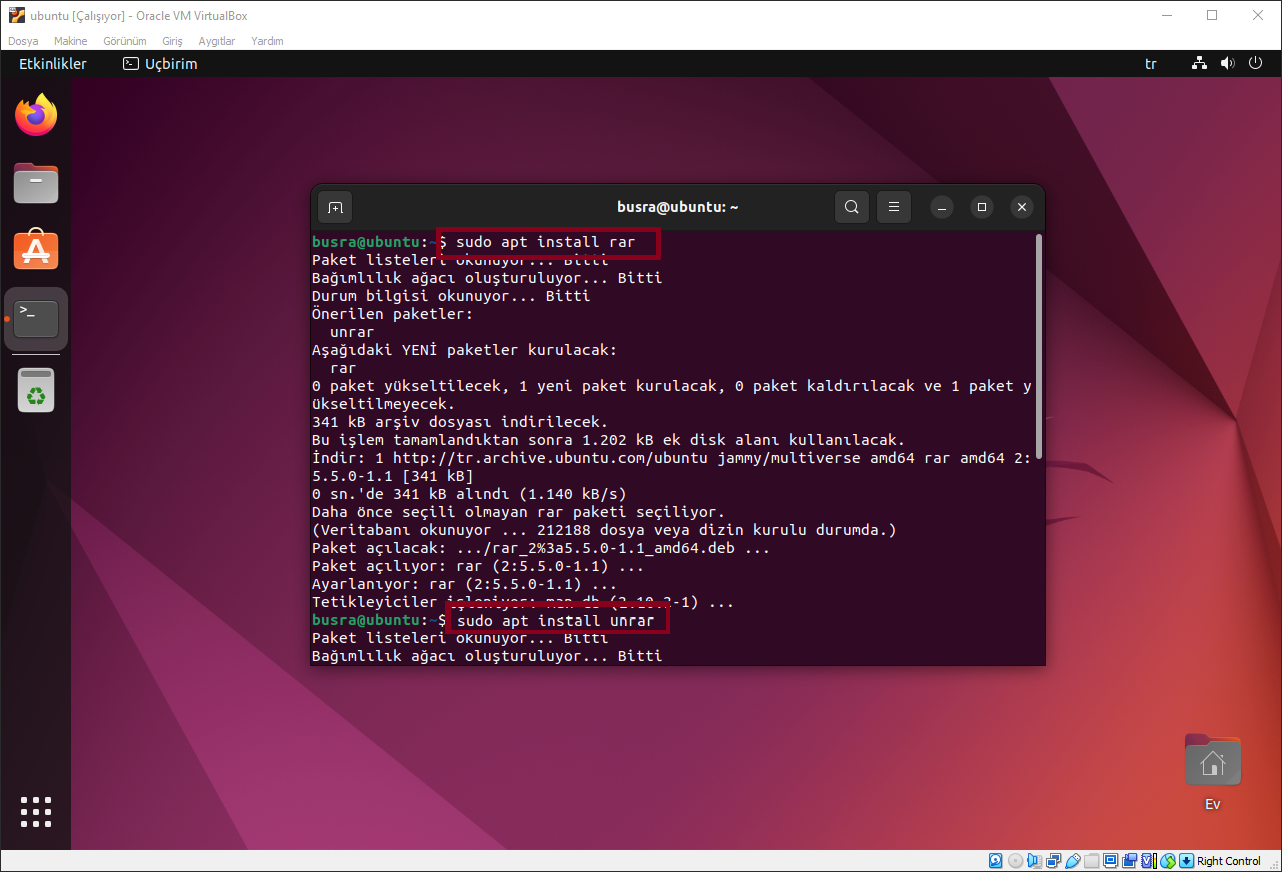 ubuntu [Çalışıyor] - Oracle VM VirtualBox
Dosya Makine Görünüm Giriş Aygıtlar Yardım
Etkinlikler Uçbirim tr
busra@ubuntu: ~
busra@ubuntu:~$ sudo apt install rar
Paket listeleri okunuyor... Bitti
Bağımlılık ağacı oluşturuluyor... Bitti
Durum bilgisi okunuyor... Bitti
Önerilen paketler:
unrar
Aşağıdaki YENİ paketler kurulacak:
rar
0 paket yükseltilecek, 1 yeni paket kurulacak, 0 paket kaldırılacak ve 1 paket y
ükseltilmeyecek.
341 kB arşiv dosyası indirilecek.
Bu işlem tamamlandıktan sonra 1.202 kB ek disk alanı kullanılacak.
İndir: 1 http://tr.archive.ubuntu.com/ubuntu jammy/multiverse amd64 rar amd64 2:
5.5.0-1.1 [341 kB]
0 sn.'de 341 kB alındı (1.140 kB/s)
Daha önce seçili olmayan rar paketi seçiliyor.
(Veritabanı okunuyor ... 212188 dosya veya dizin kurulu durumda.)
Paket açılacak: .../rar_2%3a5.5.0-1.1_amd64.deb ...
Paket açılıyor: rar (2:5.5.0-1.1) ...
Ayarlanıyor: rar (2:5.5.0-1.1) ...
Tetikleyiciler işleniyor: man-db (2.10.2-1) ...
busra@ubuntu:~$ sudo apt install unrar
Paket listeleri okunuyor... Bitti
Bağımlılık ağacı oluşturuluyor... Bitti
Ev
Right Control